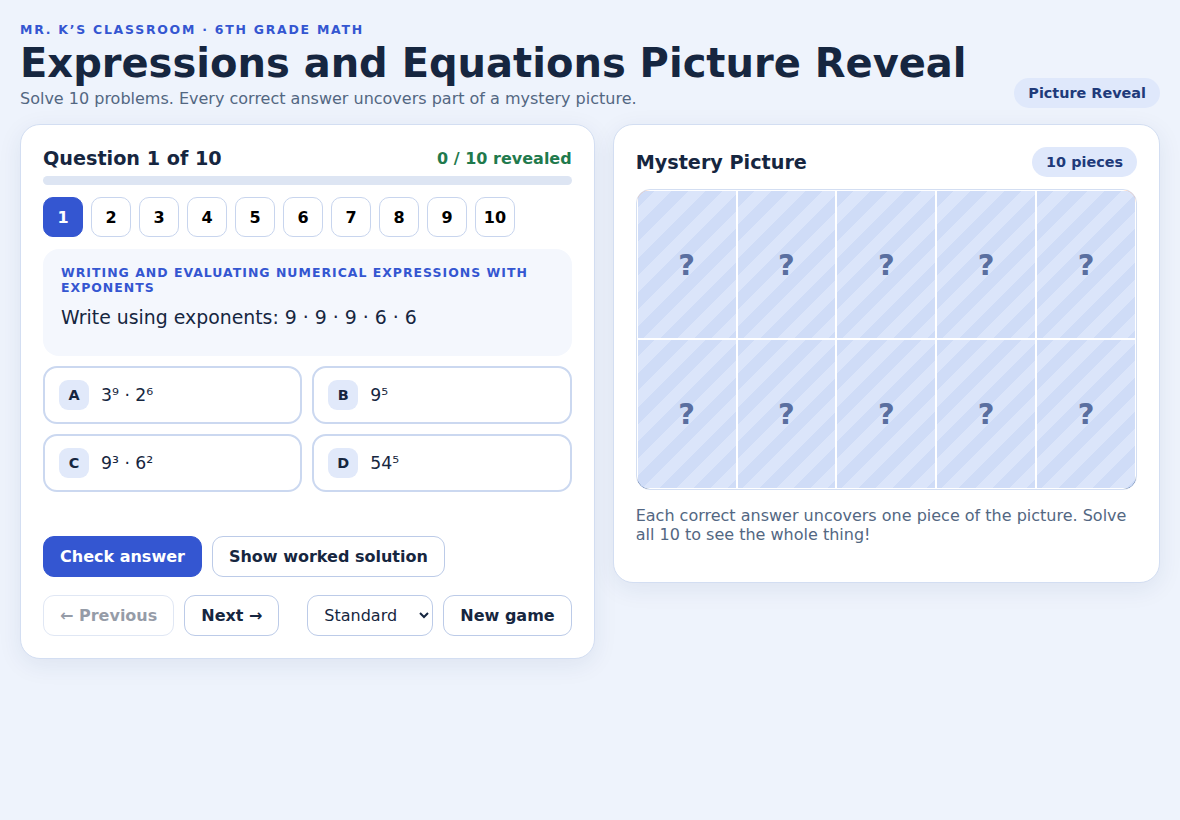 MR. K’S CLASSROOM · 6TH GRADE MATH
Expressions and Equations Picture Reveal
Solve 10 problems. Every correct answer uncovers part of a mystery picture.
Picture Reveal
Question 1 of 10
0 / 10 revealed
1 2 3 4 5 6 7 8 9 10
WRITING AND EVALUATING NUMERICAL EXPRESSIONS WITH
EXPONENTS
Write using exponents: 9 · 9 · 9 · 6 · 6
A 3⁹ · 2⁶
B 9⁵
C 9³ · 6²
D 54⁵
Check answer
Show worked solution
← Previous
Next →
Standard
New game
Mystery Picture
10 pieces
? ? ? ? ?
? ? ? ? ?
Each correct answer uncovers one piece of the picture. Solve
all 10 to see the whole thing!